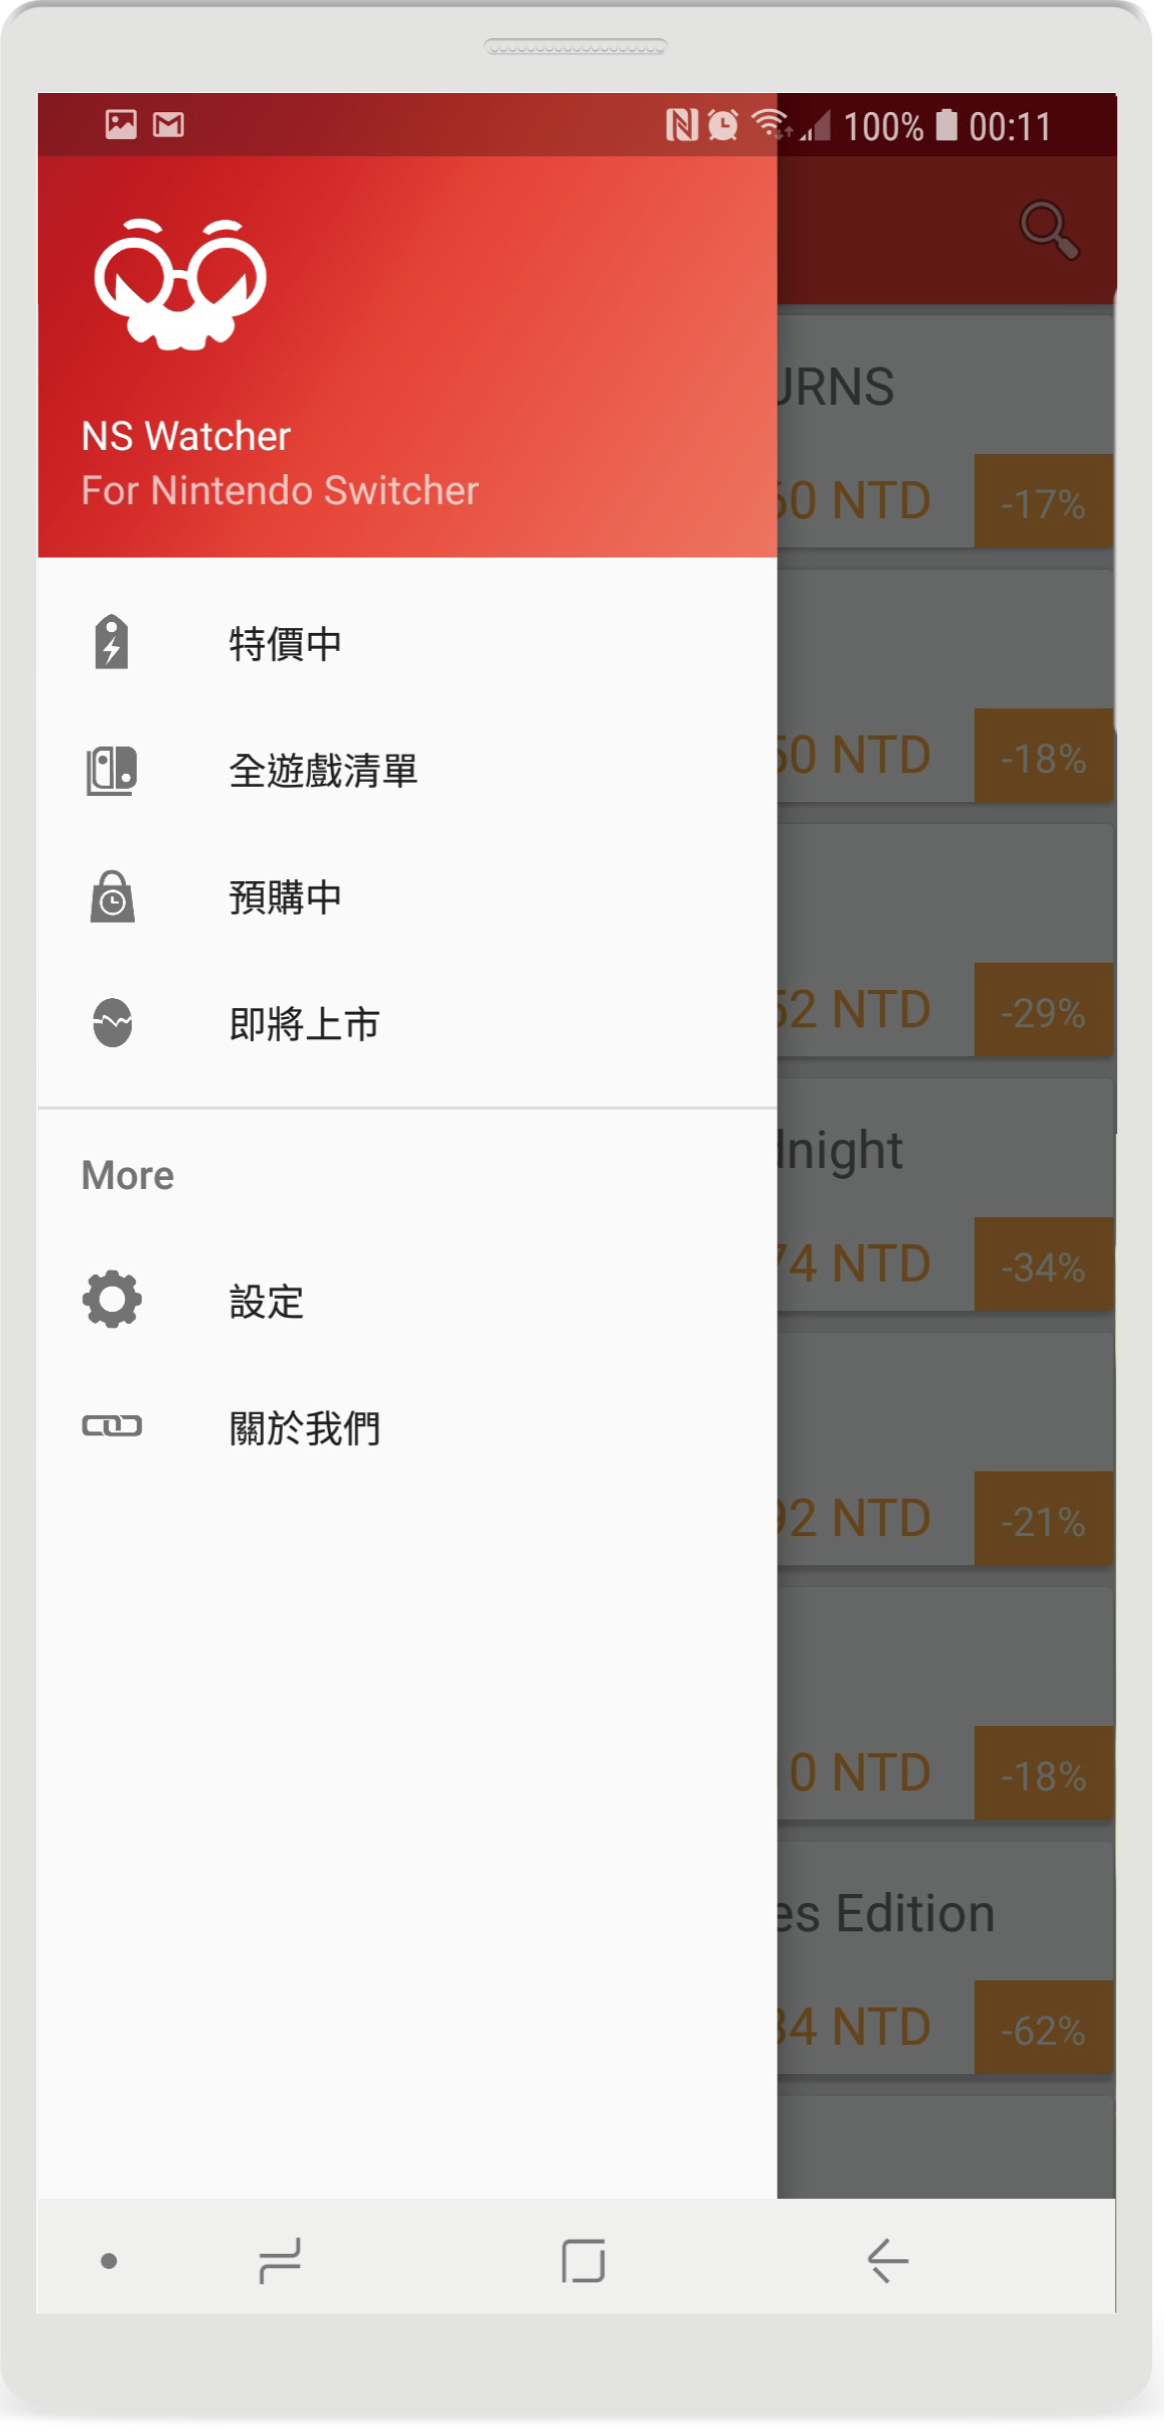 100% 00:11
NS Watcher
For Nintendo Switcher
特價中
全遊戲清單
預購中
即將上市
More
設定
關於我們
URNS
50 NTD -17%
50 NTD -18%
52 NTD -29%
dnight
74 NTD -34%
92 NTD -21%
0 NTD -18%
es Edition
34 NTD -62%